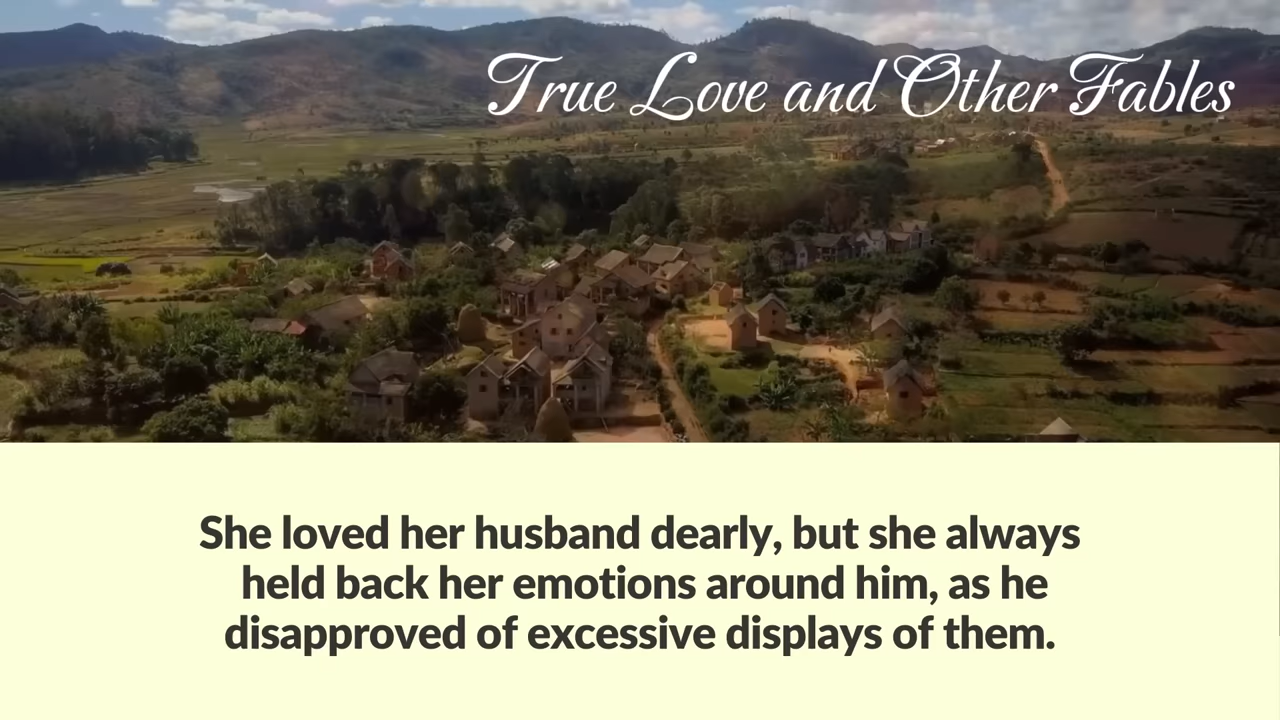 True Love and Other Fables
She loved her husband dearly, but she always
held back her emotions around him, as he
disapproved of excessive displays of them.